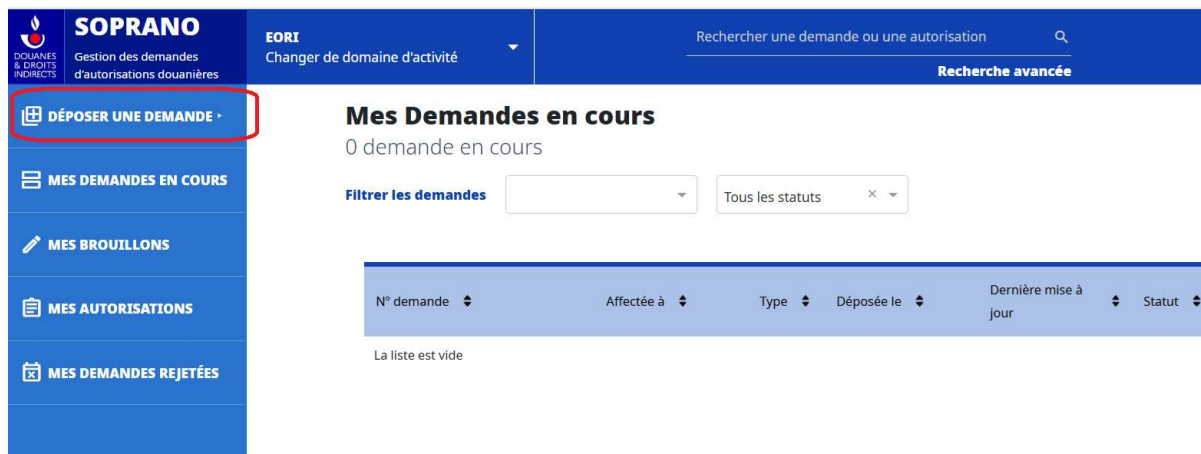 DOUANES
& DROITS
INDIRECTS
SOPRANO
Gestion des demandes
d'autorisations douanières
EORI
Changer de domaine d'activité
Rechercher une demande ou une autorisation
Recherche avancée
DÉPOSER UNE DEMANDE
MES DEMANDES EN COURS
MES BROUILLONS
MES AUTORISATIONS
MES DEMANDES REJETÉES
Mes Demandes en cours
0 demande en cours
Filtrer les demandes Tous les statuts ×
N° demande Affectée à Type Déposée le Dernière mise à jour Statut
La liste est vide